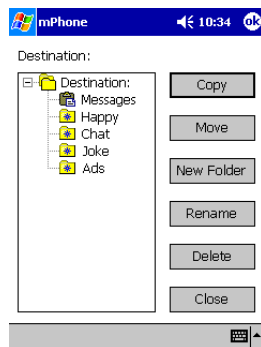 mPhone 10:34 ok
Destination:
Destination:
Messages
Happy
Chat
Joke
Ads
Copy
Move
New Folder
Rename
Delete
Close